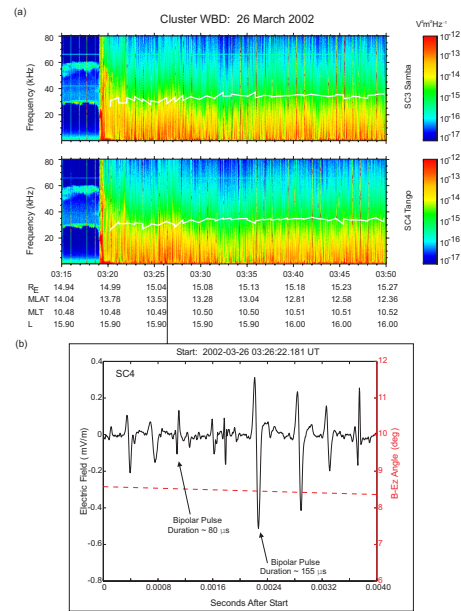 (a)
Cluster WBD: 26 March 2002
V²m²Hz⁻¹
80
60
40
20
Frequency (kHz)
10⁻¹²
10⁻¹³
10⁻¹⁴
10⁻¹⁵
10⁻¹⁶
10⁻¹⁷
SC3 Samba
80
60
40
20
0
Frequency (kHz)
10⁻¹²
10⁻¹³
10⁻¹⁴
10⁻¹⁵
10⁻¹⁶
10⁻¹⁷
SC4 Tango
03:15 03:20 03:25 03:30 03:35 03:40 03:45 03:50
RE 14.94 14.99 15.04 15.08 15.13 15.18 15.23 15.27
MLAT 14.04 13.78 13.53 13.28 13.04 12.81 12.58 12.36
MLT 10.48 10.48 10.49 10.50 10.50 10.51 10.51 10.52
L 15.90 15.90 15.90 15.90 15.90 16.00 16.00 16.00
(b)
Start: 2002-03-26 03:26:22.181 UT
SC4
0.4
0.2
0
-0.2
-0.4
-0.6
-0.8
Electric Field ( mV/m)
12
11
10
9
8
7
6
B-Ez Angle (deg)
Bipolar Pulse
Duration ~ 80 µs
Bipolar Pulse
Duration ~ 155 µs
0 0.0008 0.0016 0.0024 0.0032 0.0040
Seconds After Start